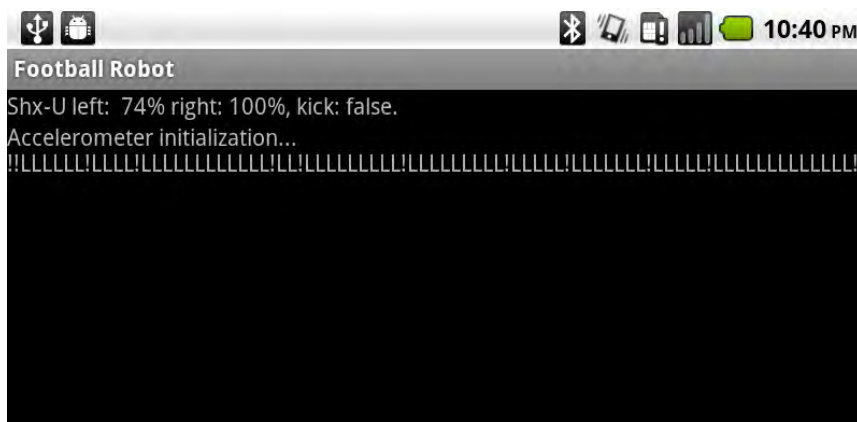 10:40 PM
Football Robot
Shx-U left:  74% right: 100%, kick: false.
Accelerometer initialization...
!!LLLLLL!LLLL!LLLLLLLLLLLL!LL!LLLLLLLLL!LLLLLLLLL!LLLLL!LLLLLLL!LLLLL!LLLLLLLLLLLLL!